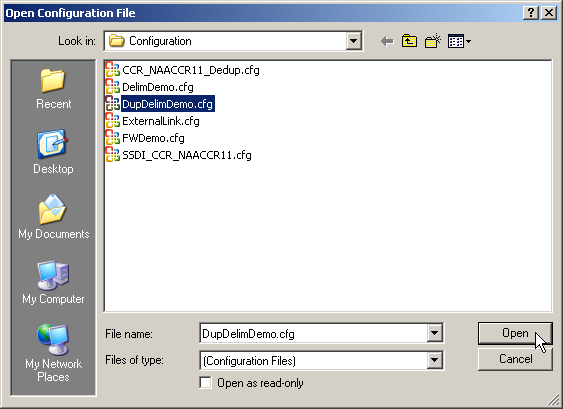 Open Configuration File
Look in: Configuration
CCR_NAACCR11_Dedup.cfg
DelimDemo.cfg
DupDelimDemo.cfg
ExternalLink.cfg
FWDemo.cfg
SSDI_CCR_NAACCR11.cfg
Recent
Desktop
My Documents
My Computer
My Network
Places
File name: DupDelimDemo.cfg Open
Files of type: (Configuration Files) Cancel
Open as read-only